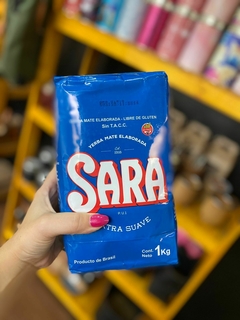 YERBA MATE ELABORADA - LIBRE DE GLUTEN
Sin T.A.C.C.
YERBA MATE ELABORADA
SARA
EXTRA SUAVE
Cont.
Neto 1Kg
Producto de Brasil